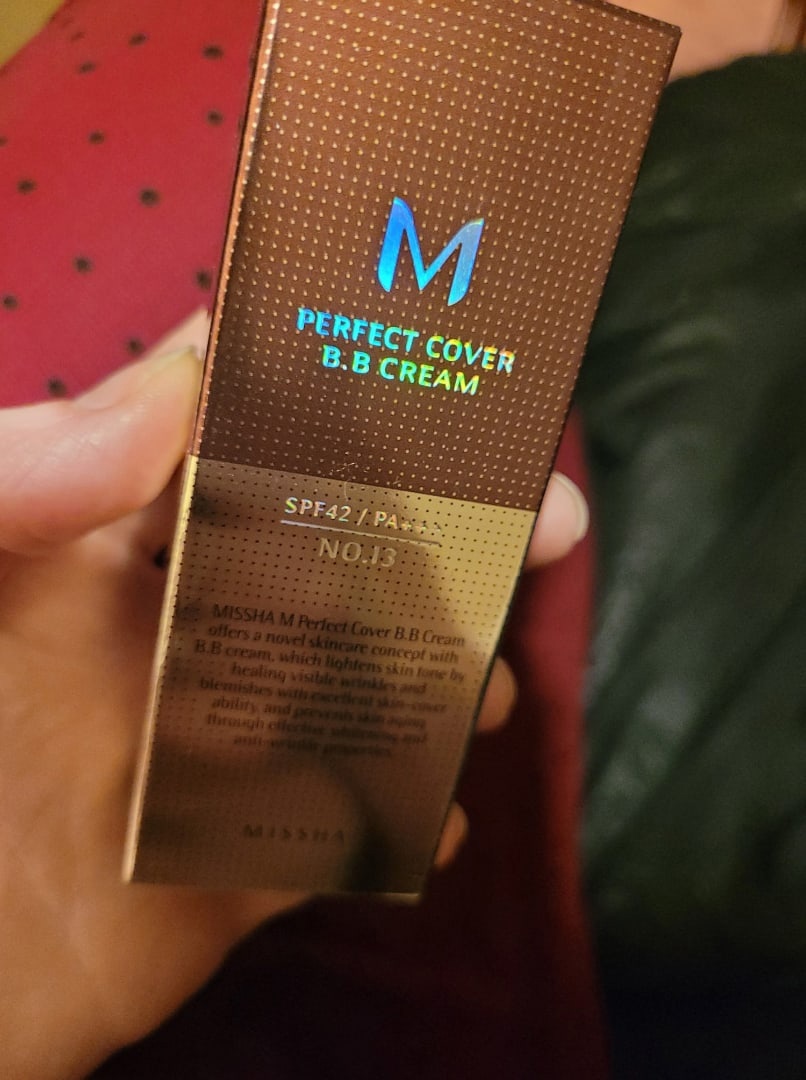 M
PERFECT COVER
B.B CREAM
SPF42 / PA+++
NO.13
MISSHA M Perfect Cover B.B Cream
offers a novel skincare concept with
B.B cream, which lightens skin tone by
healing visible wrinkles and
blemishes with excellent skin-cover
ability, and prevents skin aging
through effective whitening and
anti-wrinkle properties.
MISSHA